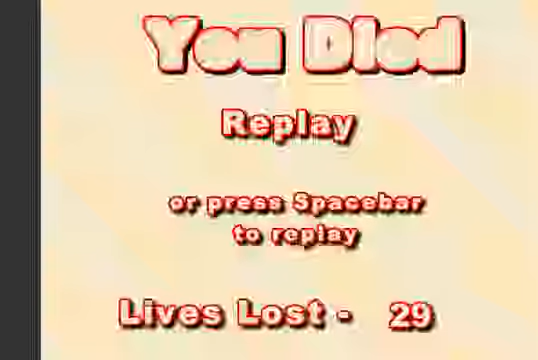 You Died
Replay
or press Spacebar
to replay
Lives Lost - 29